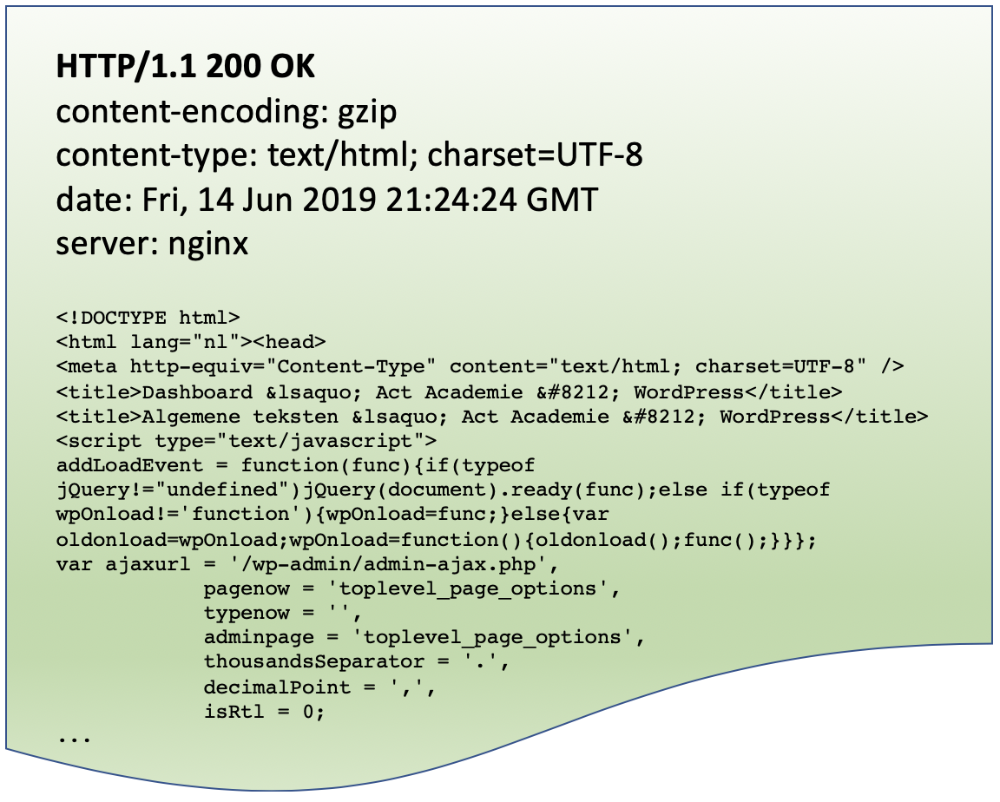 HTTP/1.1 200 OK
content-encoding: gzip
content-type: text/html; charset=UTF-8
date: Fri, 14 Jun 2019 21:24:24 GMT
server: nginx
<!DOCTYPE html>
<html lang="nl"><head>
<meta http-equiv="Content-Type" content="text/html; charset=UTF-8" />
<title>Dashboard &lsaquo; Act Academie &#8212; WordPress</title>
<title>Algemene teksten &lsaquo; Act Academie &#8212; WordPress</title>
<script type="text/javascript">
addLoadEvent = function(func){if(typeof
jQuery!="undefined")jQuery(document).ready(func);else if(typeof
wpOnload!='function'){wpOnload=func;}else{var
oldonload=wpOnload;wpOnload=function(){oldonload();func();}}};
var ajaxurl = '/wp-admin/admin-ajax.php',
            pagenow = 'toplevel_page_options',
            typenow = '',
            adminpage = 'toplevel_page_options',
            thousandsSeparator = '.',
            decimalPoint = ',',
            isRtl = 0;
...